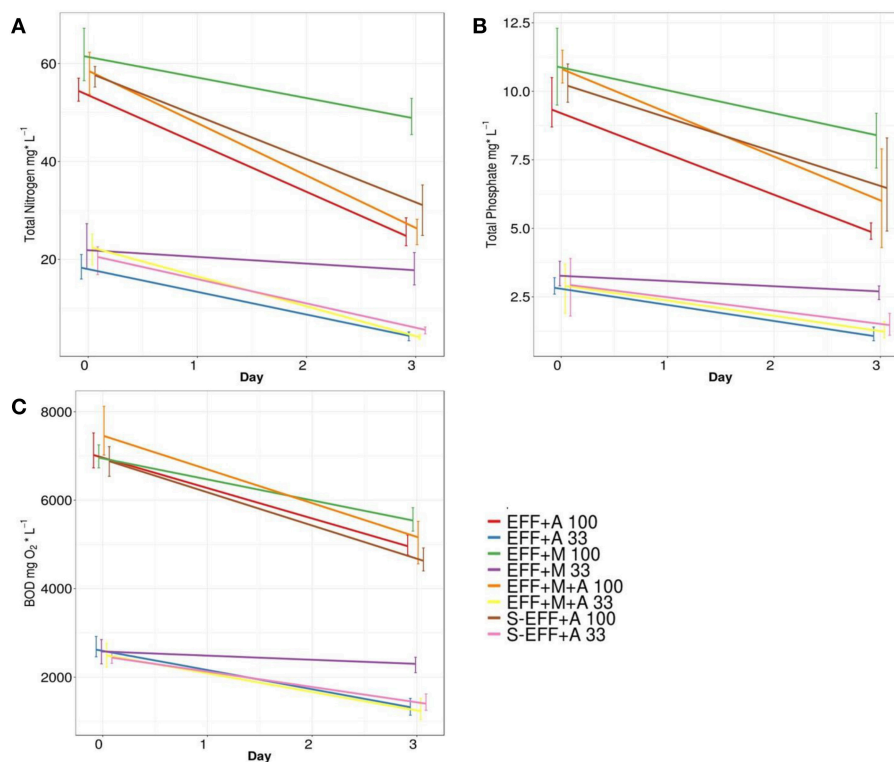 A
Total Nitrogen mg* L⁻¹
60
40
20
0
1
2
3
Day
B
Total Phosphate mg* L⁻¹
12.5
10.0
7.5
5.0
2.5
0
1
2
3
Day
C
BOD mg O₂ * L⁻¹
8000
6000
4000
2000
0
1
2
3
Day
EFF+A 100
EFF+A 33
EFF+M 100
EFF+M 33
EFF+M+A 100
EFF+M+A 33
S-EFF+A 100
S-EFF+A 33